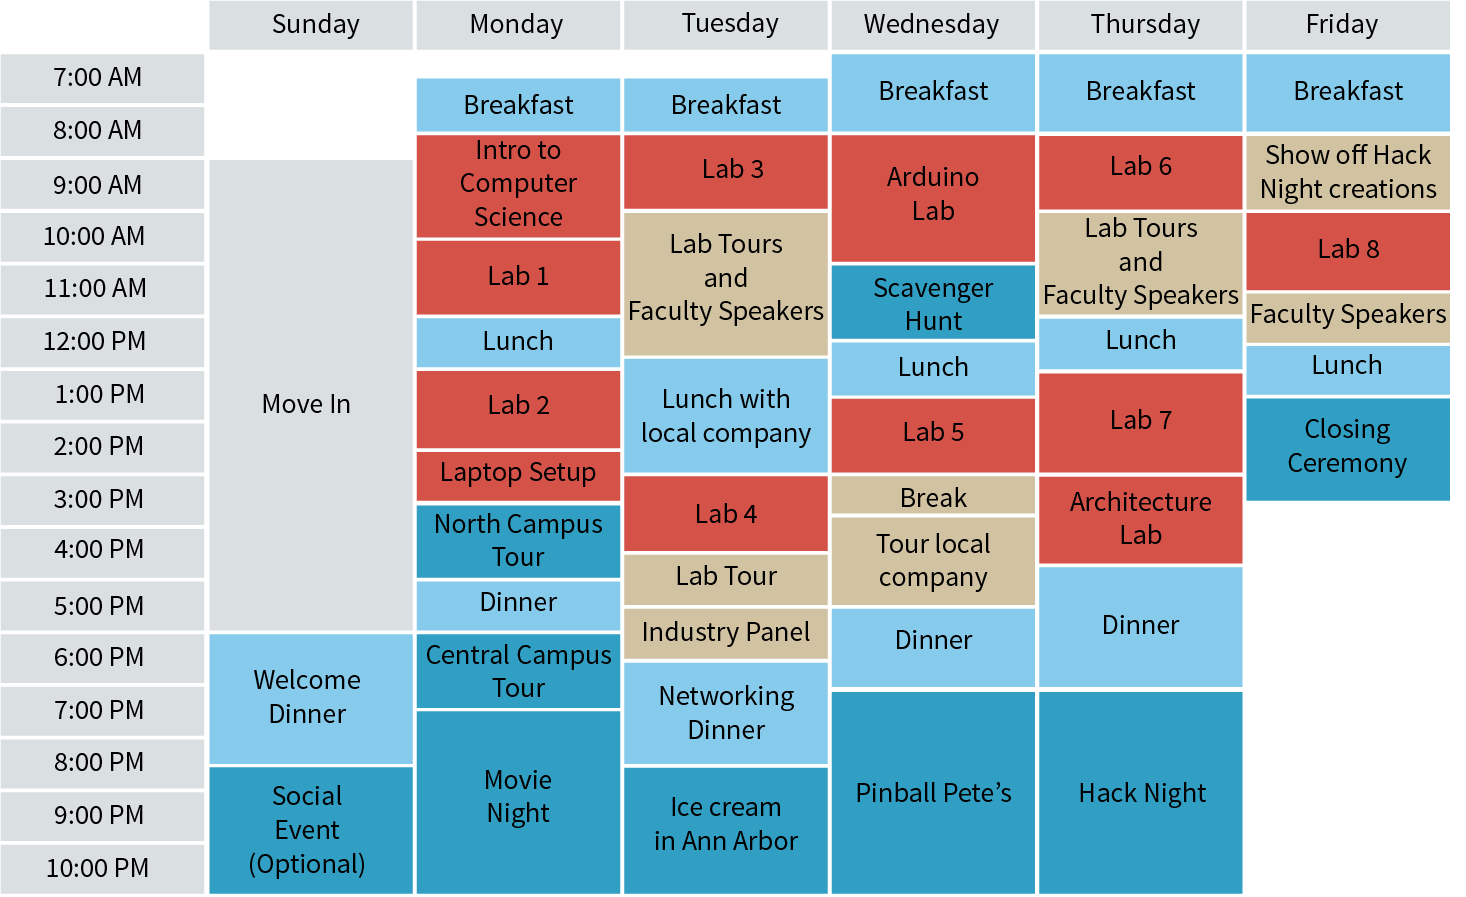 Sunday
Monday
Tuesday
Wednesday
Thursday
Friday
7:00 AM
8:00 AM
9:00 AM
10:00 AM
11:00 AM
12:00 PM
1:00 PM
2:00 PM
3:00 PM
4:00 PM
5:00 PM
6:00 PM
7:00 PM
8:00 PM
9:00 PM
10:00 PM
Move In
Welcome
Dinner
Social
Event
(Optional)
Breakfast
Intro to
Computer
Science
Lab 1
Lunch
Lab 2
Laptop Setup
North Campus
Tour
Dinner
Central Campus
Tour
Movie
Night
Breakfast
Lab 3
Lab Tours
and
Faculty Speakers
Lunch with
local company
Lab 4
Lab Tour
Industry Panel
Networking
Dinner
Ice cream
in Ann Arbor
Breakfast
Arduino
Lab
Scavenger
Hunt
Lunch
Lab 5
Break
Tour local
company
Dinner
Pinball Pete’s
Breakfast
Lab 6
Lab Tours
and
Faculty Speakers
Lunch
Lab 7
Architecture
Lab
Dinner
Hack Night
Breakfast
Show off Hack
Night creations
Lab 8
Faculty Speakers
Lunch
Closing
Ceremony